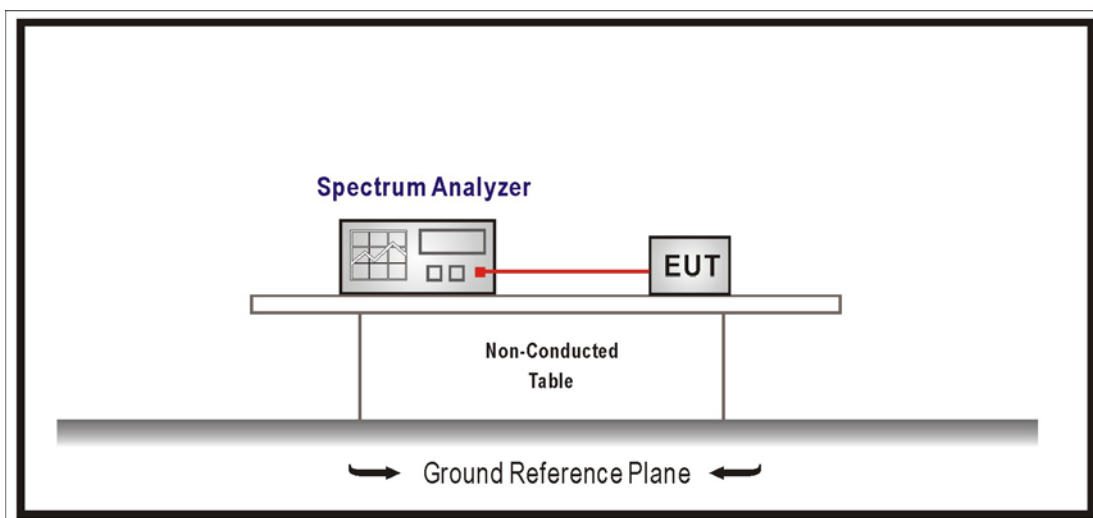 Spectrum Analyzer
EUT
Non-Conducted
Table
Ground Reference Plane